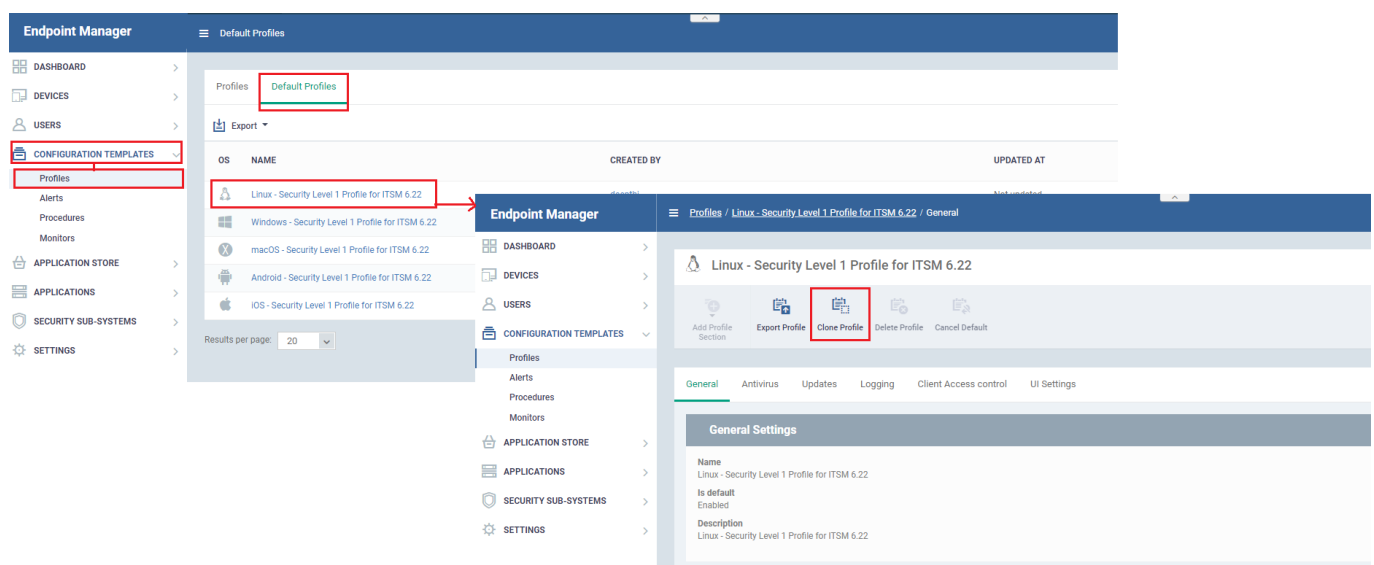 Endpoint Manager
Default Profiles
DASHBOARD
DEVICES
USERS
CONFIGURATION TEMPLATES
Profiles
Alerts
Procedures
Monitors
APPLICATION STORE
APPLICATIONS
SECURITY SUB-SYSTEMS
SETTINGS
Profiles Default Profiles
Export
OS NAME CREATED BY UPDATED AT
Linux - Security Level 1 Profile for ITSM 6.22
Windows - Security Level 1 Profile for ITSM 6.22
macOS - Security Level 1 Profile for ITSM 6.22
Android - Security Level 1 Profile for ITSM 6.22
iOS - Security Level 1 Profile for ITSM 6.22
Results per page: 20
Endpoint Manager
Profiles / Linux - Security Level 1 Profile for ITSM 6.22 / General
DASHBOARD
DEVICES
USERS
CONFIGURATION TEMPLATES
Profiles
Alerts
Procedures
Monitors
APPLICATION STORE
APPLICATIONS
SECURITY SUB-SYSTEMS
SETTINGS
Linux - Security Level 1 Profile for ITSM 6.22
Add Profile
Section
Export Profile
Clone Profile
Delete Profile
Cancel Default
General Antivirus Updates Logging Client Access control UI Settings
General Settings
Name
Linux - Security Level 1 Profile for ITSM 6.22
Is default
Enabled
Description
Linux - Security Level 1 Profile for ITSM 6.22